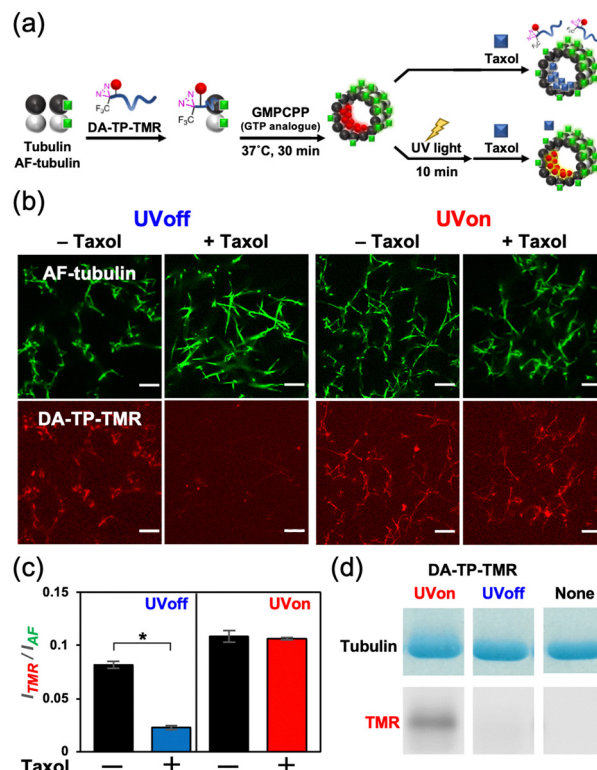 (a)
N
N
F₃C
Tubulin
AF-tubulin
DA-TP-TMR
N
N
F₃C
GMPCPP
(GTP analogue)
37˚C, 30 min
Taxol
UV light
10 min
Taxol
(b)
UVoff
UVon
– Taxol
+ Taxol
– Taxol
+ Taxol
AF-tubulin
DA-TP-TMR
(c)
0.15
0.1
0.05
0
I_TMR / I_AF
UVoff
UVon
*
Taxol — + — +
(d)
DA-TP-TMR
UVon UVoff None
Tubulin
TMR